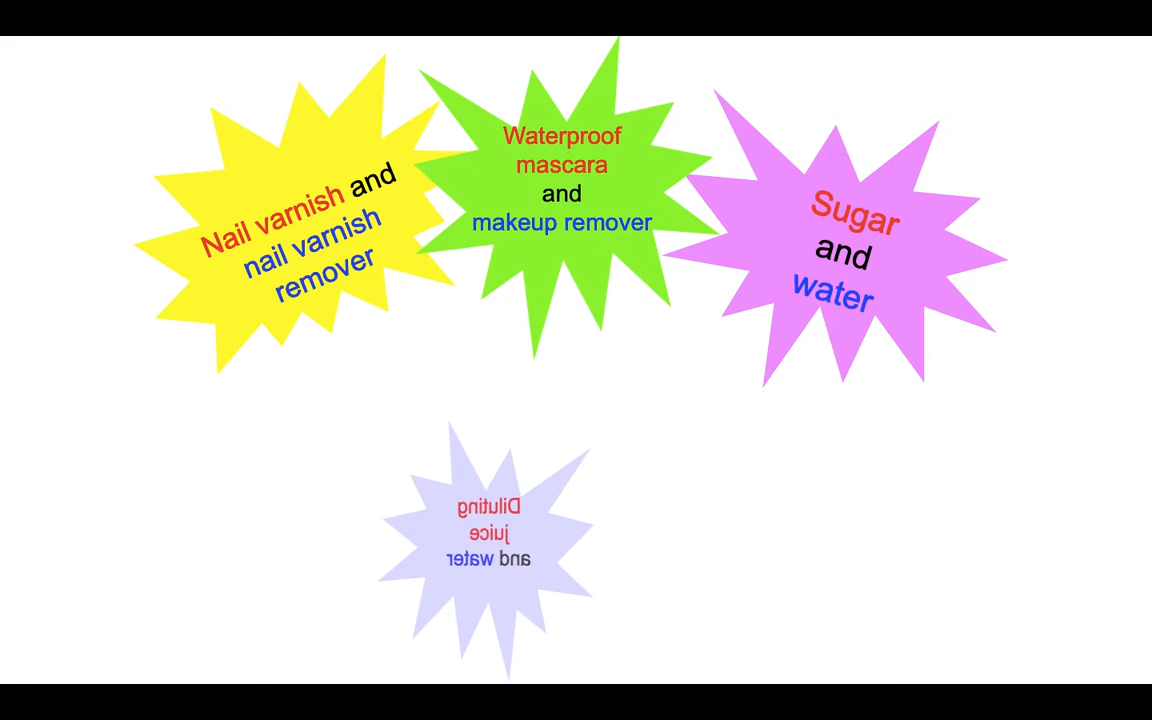 Nail varnish and
nail varnish
remover
Waterproof
mascara
and
makeup remover
Sugar
and
water
Diluting
juice
and water